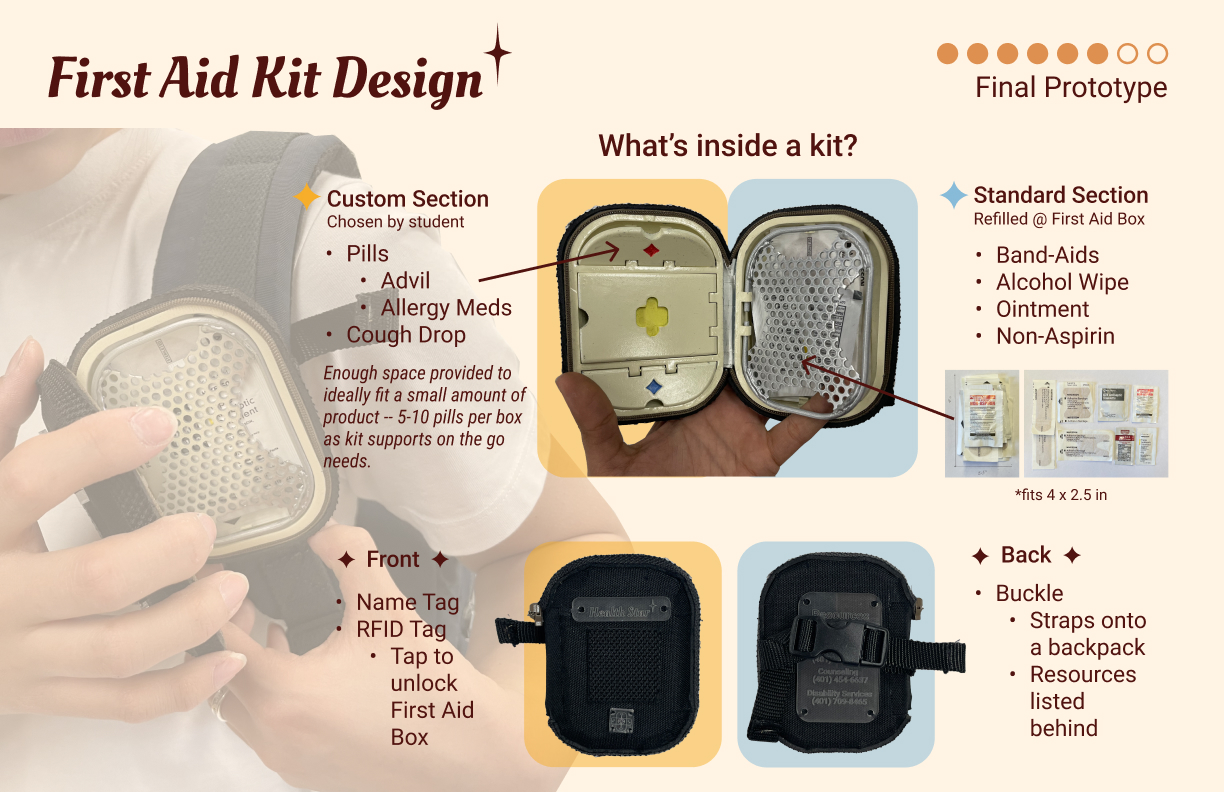 First Aid Kit Design
Final Prototype
What's inside a kit?
Custom Section
Chosen by student
• Pills
• Advil
• Allergy Meds
• Cough Drop
Enough space provided to
ideally fit a small amount of
product -- 5-10 pills per box
as kit supports on the go
needs.
Standard Section
Refilled @ First Aid Box
• Band-Aids
• Alcohol Wipe
• Ointment
• Non-Aspirin
*fits 4 x 2.5 in
Front
• Name Tag
• RFID Tag
• Tap to
unlock
First Aid
Box
Health Star
Resources
Counseling
(401) 454-6637
Disability Services
(401) 709-8465
Back
• Buckle
• Straps onto
a backpack
• Resources
listed
behind